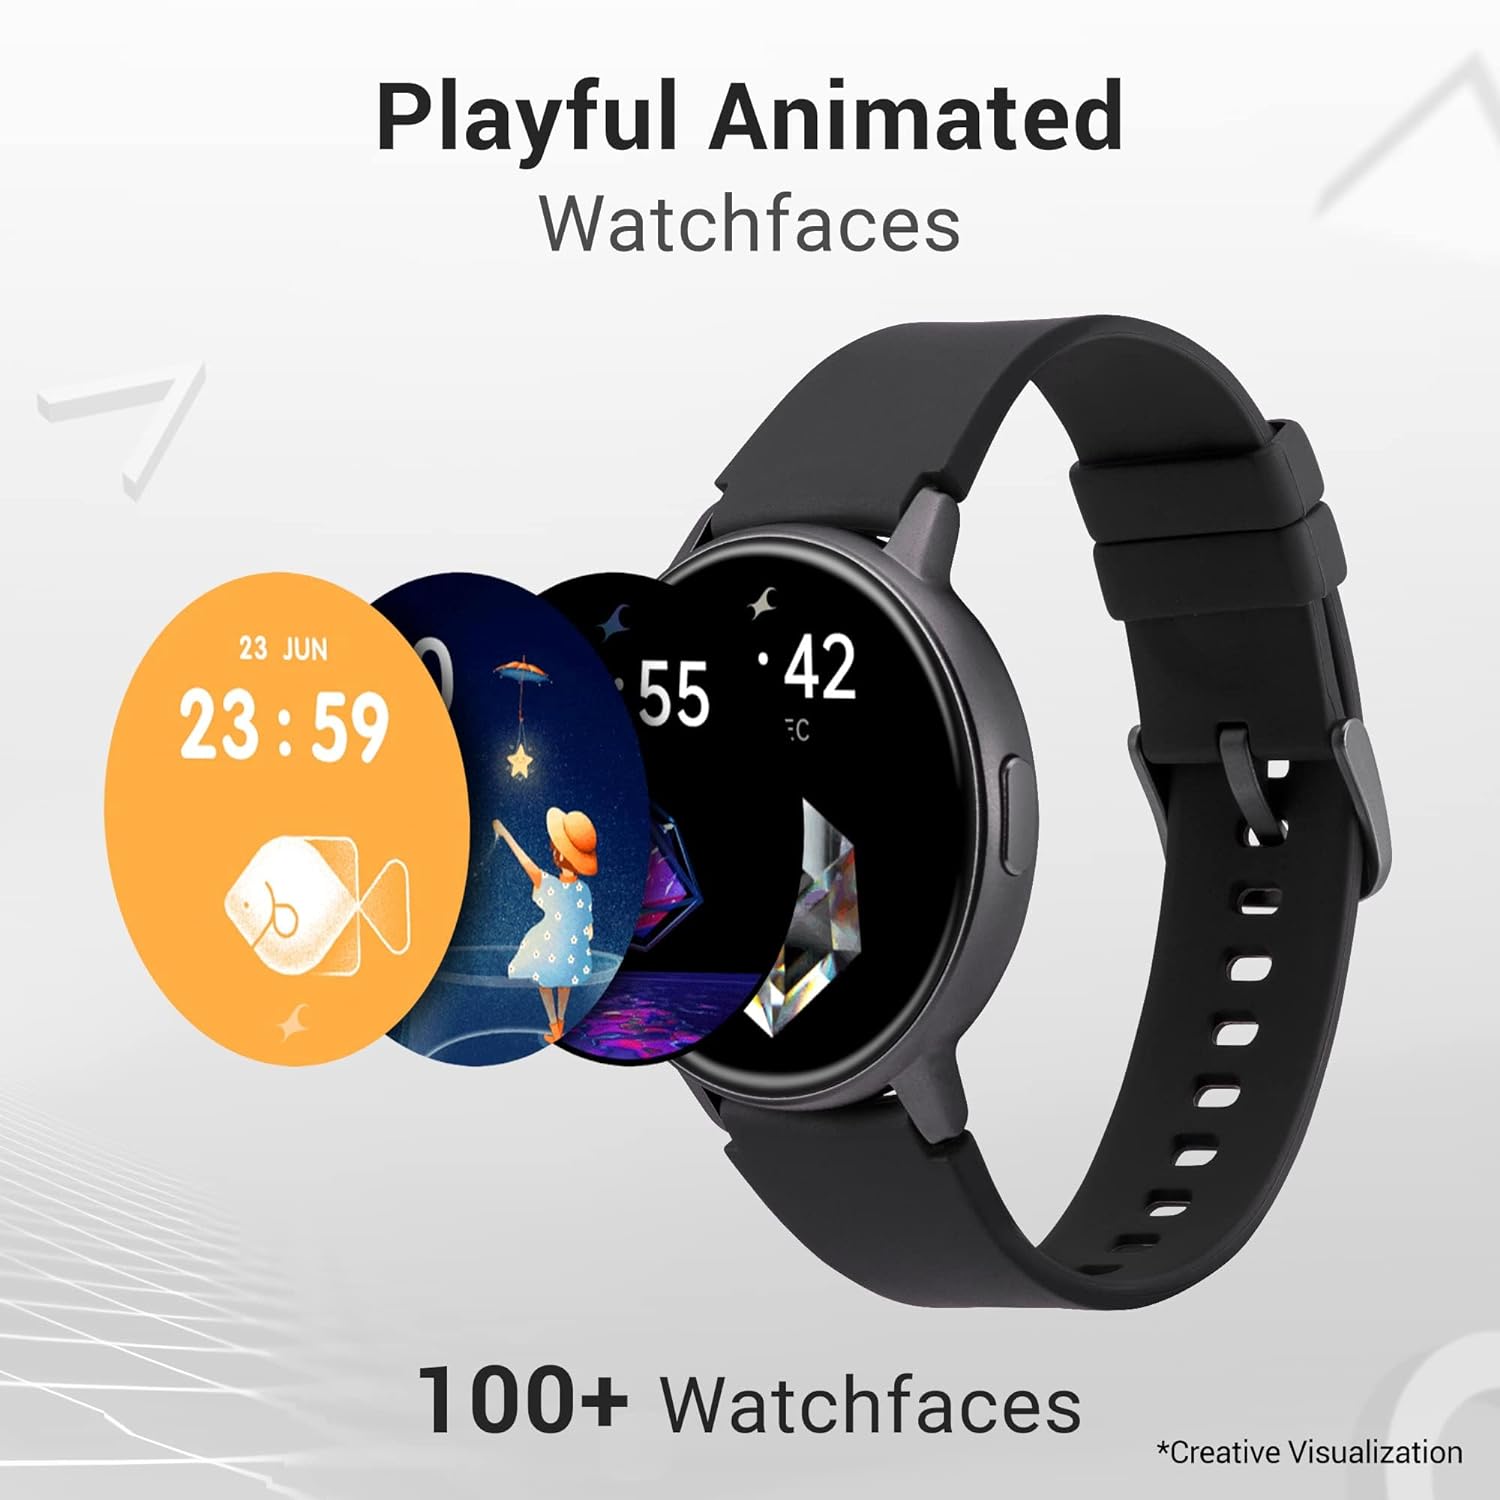 Playful Animated
Watchfaces
23 JUN
23 : 59
: 55
: 42
100+ Watchfaces
*Creative Visualization